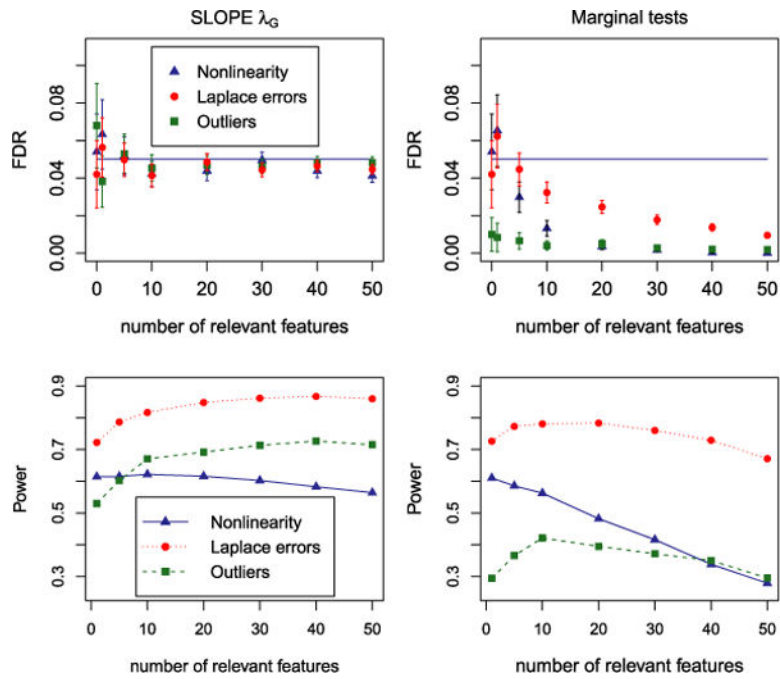 SLOPE λG
Marginal tests
FDR
0.00 0.04 0.08
Nonlinearity
Laplace errors
Outliers
0 10 20 30 40 50
number of relevant features
FDR
0.00 0.04 0.08
0 10 20 30 40 50
number of relevant features
Power
0.3 0.5 0.7 0.9
Nonlinearity
Laplace errors
Outliers
0 10 20 30 40 50
number of relevant features
Power
0.3 0.5 0.7 0.9
0 10 20 30 40 50
number of relevant features